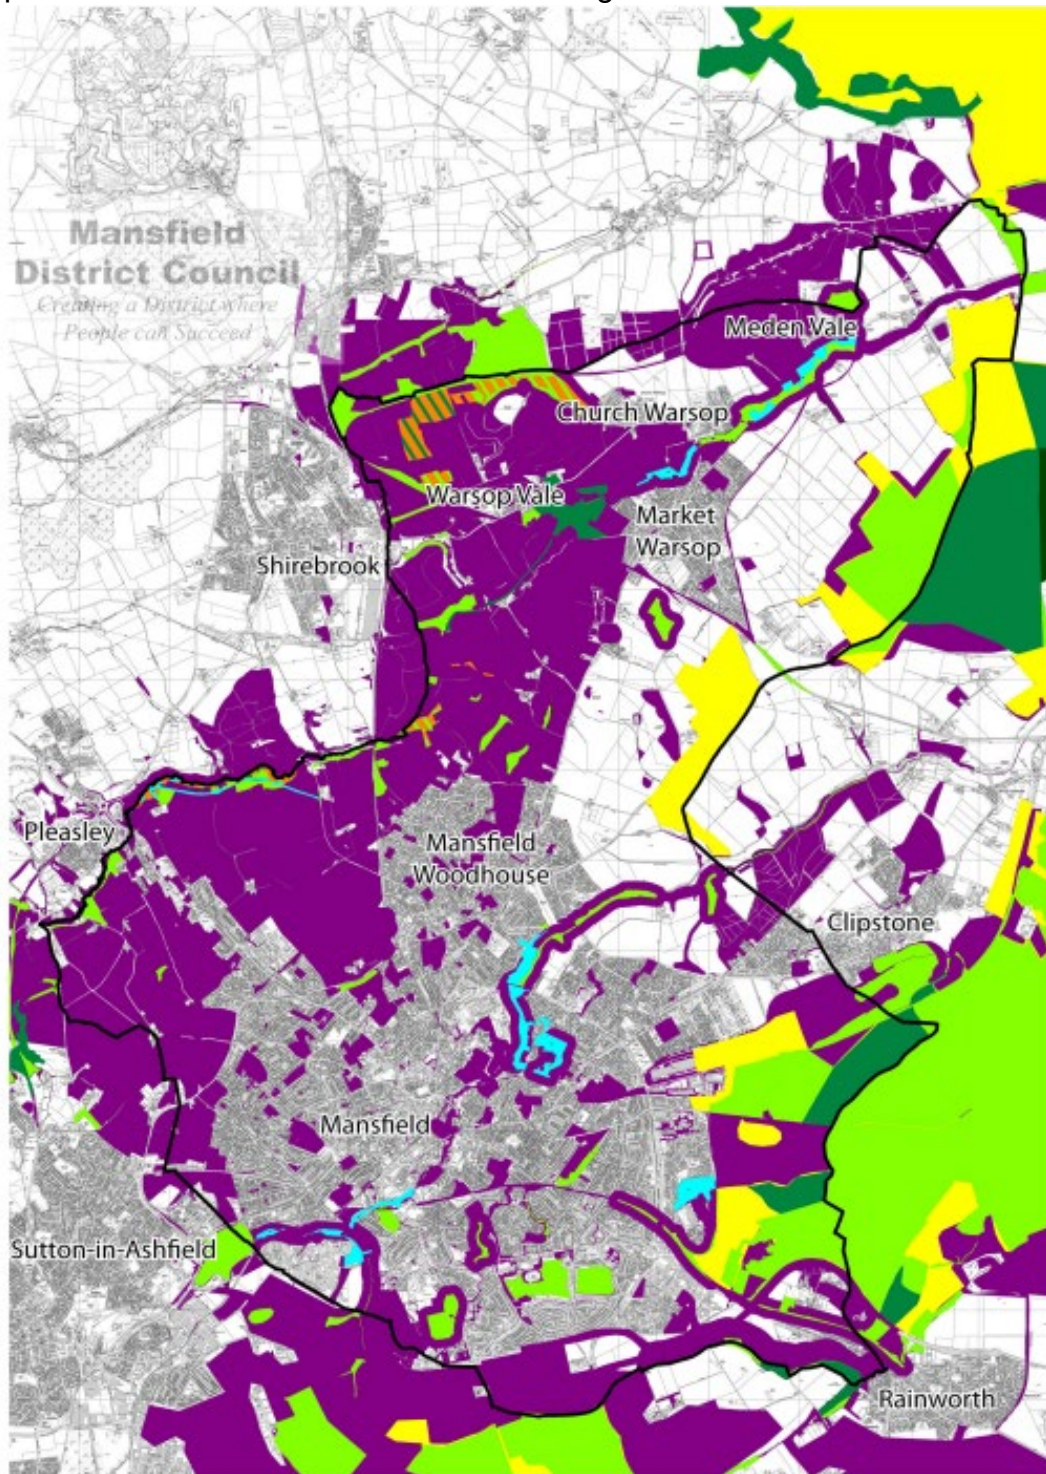 Mansfield
District Council
Creating a District where
People can Succeed
Meden Vale
Church Warsop
Warsop Vale
Market
Warsop
Shirebrook
Pleasley
Mansfield
Woodhouse
Clipstone
Mansfield
Sutton-in-Ashfield
Rainworth